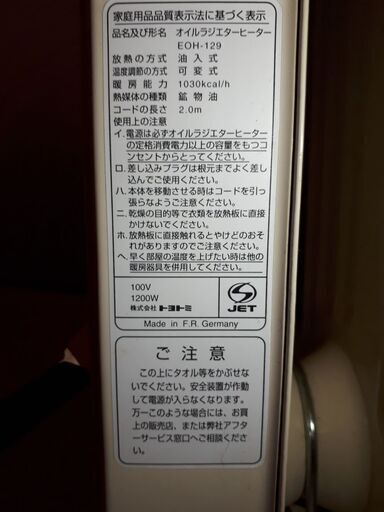 家庭用品品質表示法に基づく表示
品名及び形名 オイルラジエターヒーター
EOH-129
放熱の方式 油入式
温度調節の方式 可変式
暖房能力 1030kcal/h
熱媒体の種類 鉱物油
コードの長さ 2.0m
使用上の注意
イ.電源は必ずオイルラジエターヒーター
の定格消費電力以上の容量をもつコ
ンセントからとってください。
ロ.差し込みプラグは根元までよく差し
込んでご使用ください。
ハ.本体を移動させる時はコードを引っ
張らないようご注意ください。
ニ.乾燥の目的等で衣類を放熱板に直接
かけないでください。
ホ.放熱板に直接触れるとやけどのおそ
れがありますのでご注意ください。
ヘ.早く部屋の温度を上げたい時は他の
暖房器具を併用してください。
100V
1200W
株式会社トヨトミ
JET
Made in F.R. Germany
ご注意
この上にタオル等をかぶせな
いでください。安全装置が作動
して電源が入らなくなります。
万一このような場合には、お買
上の販売店、または弊社アフタ
ーサービス窓口へご相談くださ
い。